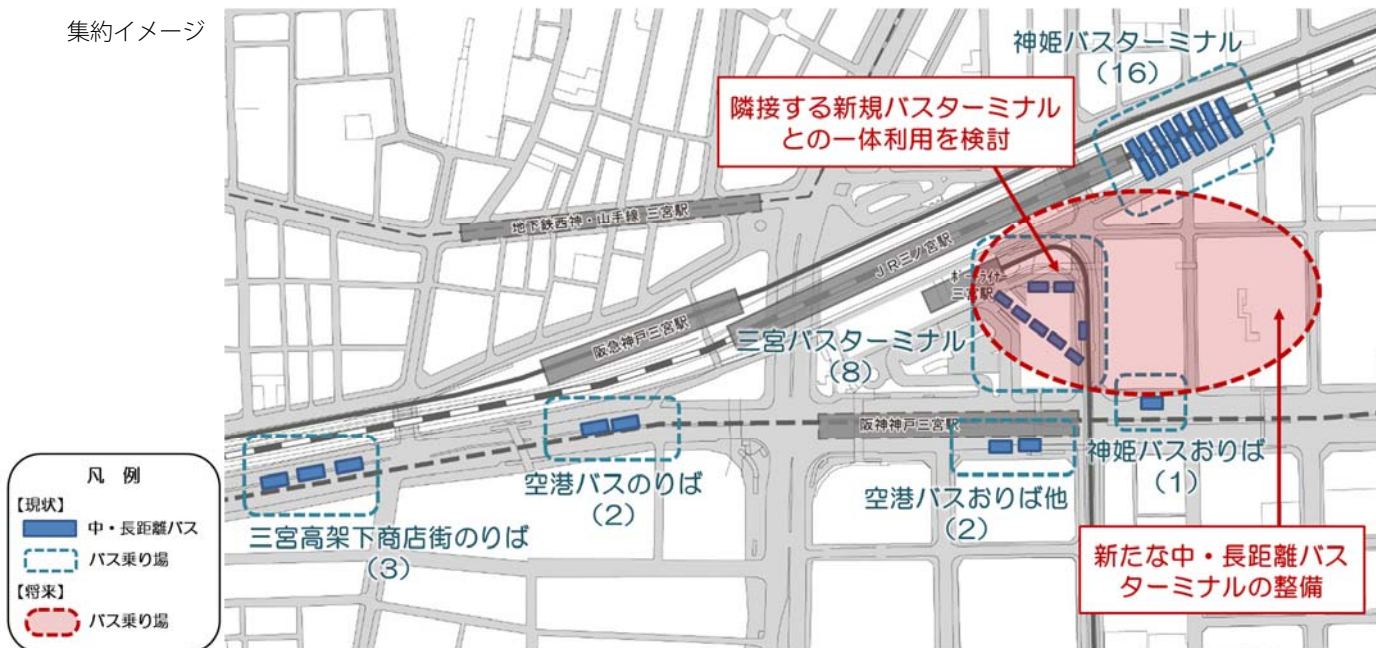 集約イメージ
神姫バスターミナル
(16)
隣接する新規バスターミナル
との一体利用を検討
地下鉄西神・山手線 三宮駅
JR三ノ宮駅
ポートライナー
三宮駅
阪急神戸三宮駅
三宮バスターミナル
(8)
阪神神戸三宮駅
神姫バスおりば
(1)
空港バスのりば
(2)
空港バスおりば他
(2)
三宮高架下商店街のりば
(3)
新たな中・長距離バス
ターミナルの整備
凡 例
【現状】
中・長距離バス
バス乗り場
【将来】
バス乗り場